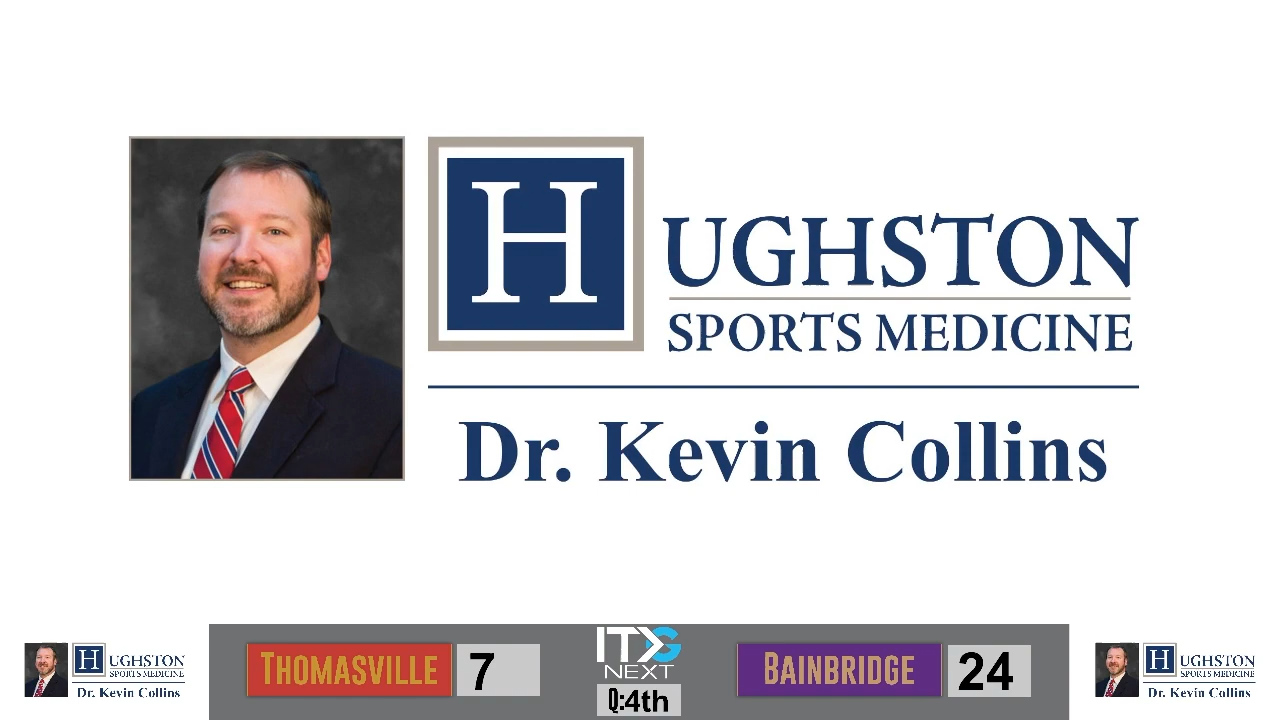 HUGHSTON
SPORTS MEDICINE
Dr. Kevin Collins
HUGHSTON
SPORTS MEDICINE
Dr. Kevin Collins
THOMASVILLE 7
ITG
NEXT
Q:4th
BAINBRIDGE 24
HUGHSTON
SPORTS MEDICINE
Dr. Kevin Collins